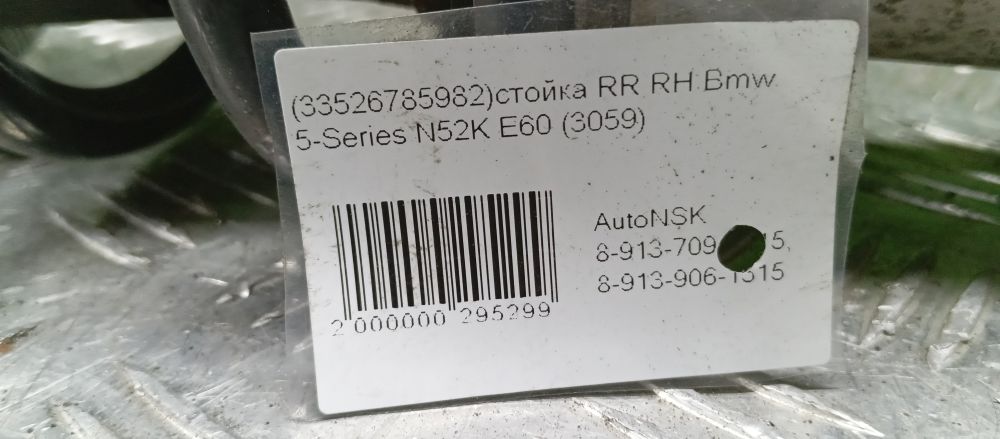 (33526785982)стойка RR RH Bmw
5-Series N52K E60 (3059)
AutoNSK
8-913-906-1515
2 000000 295299